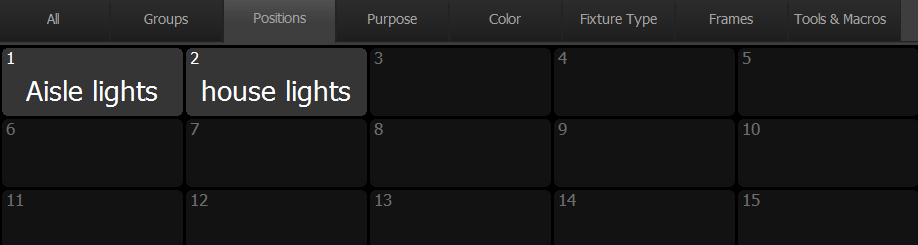 All Groups Positions Purpose Color Fixture Type Frames Tools & Macros
1 2 3 4 5
Aisle lights house lights
6 7 8 9 10
11 12 13 14 15